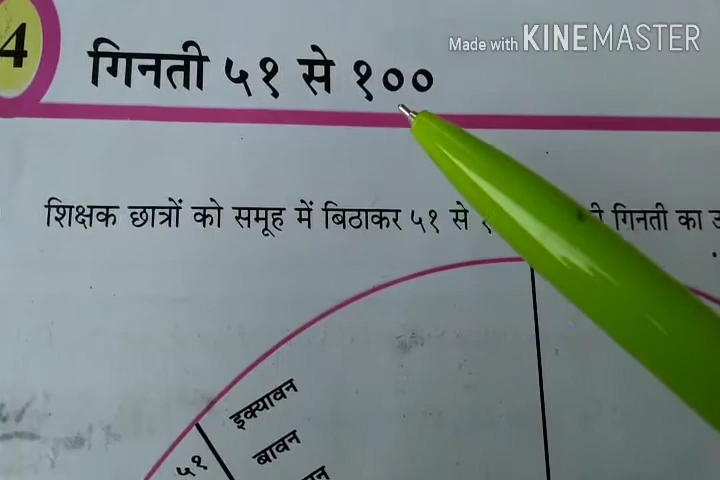 Made with KINEMASTER
4
गिनती ५१ से १००
शिक्षक छात्रों को समूह में बिठाकर ५१ से गिनती का
इक्यावन
बावन
५१